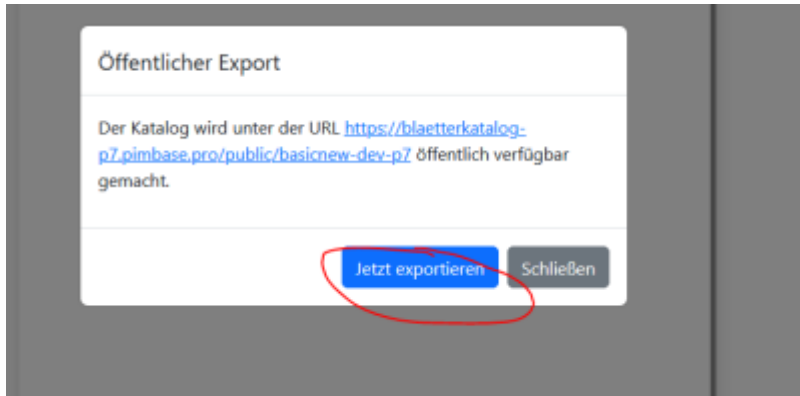 Öffentlicher Export
Der Katalog wird unter der URL https://blaetterkatalog-
p7.pimbase.pro/public/basicnew-dev-p7 öffentlich verfügbar
gemacht.
Jetzt exportieren Schließen